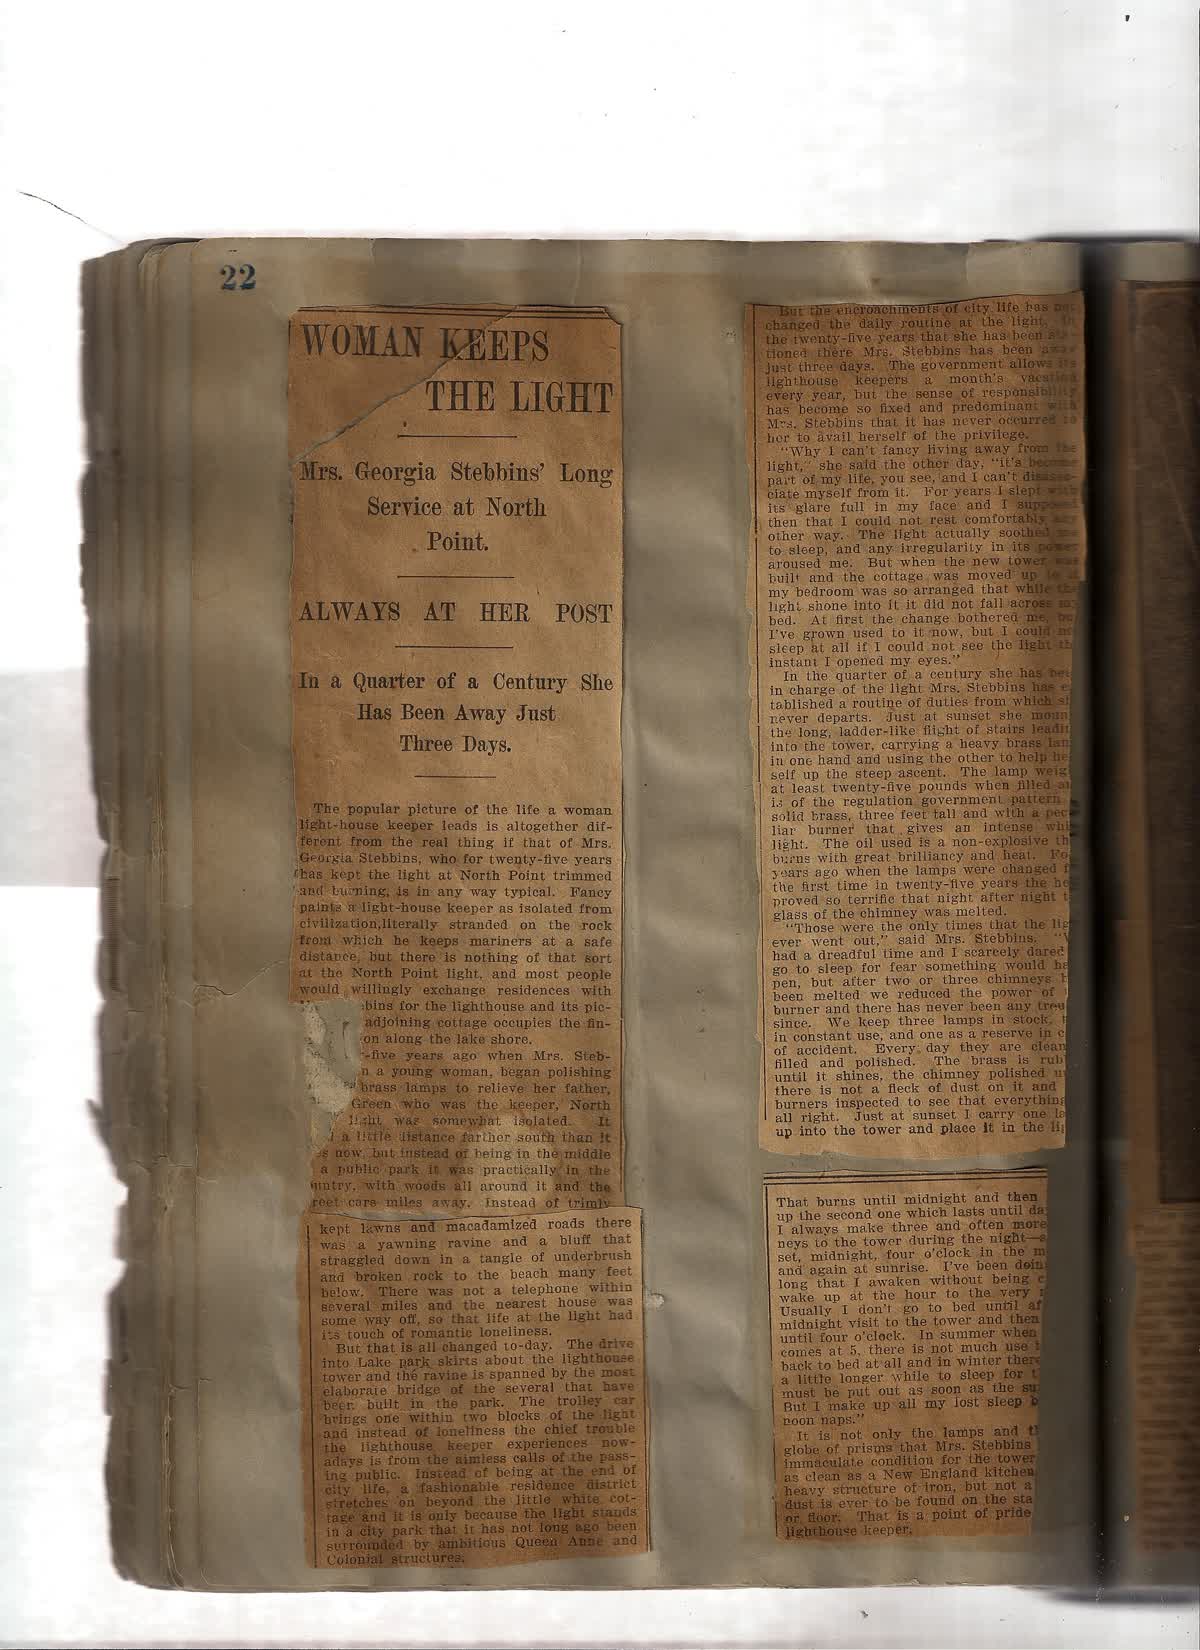 22
WOMAN KEEPS
THE LIGHT
Mrs. Georgia Stebbins' Long
Service at North
Point.
ALWAYS AT HER POST
In a Quarter of a Century She
Has Been Away Just
Three Days.
The popular picture of the life a woman
light-house keeper leads is altogether dif-
ferent from the real thing if that of Mrs.
Georgia Stebbins, who for twenty-five years
has kept the light at North Point trimmed
and burning, is in any way typical. Fancy
paints a light-house keeper as isolated from
civilization, literally stranded on the rock
from which he keeps mariners at a safe
distance, but there is nothing of that sort
at the North Point light, and most people
would willingly exchange residences with
bins for the lighthouse and its pic-
adjoining cottage occupies the fin-
on along the lake shore.
-five years ago when Mrs. Steb-
n a young woman, began polishing
brass lamps to relieve her father,
Green who was the keeper, North
light was somewhat isolated. It
a little distance farther south than it
s now, but instead of being in the middle
a public park it was practically in the
untry, with woods all around it and the
reet cars miles away. Instead of trimly
kept lawns and macadamized roads there
was a yawning ravine and a bluff that
straggled down in a tangle of underbrush
and broken rock to the beach many feet
below. There was not a telephone within
several miles and the nearest house was
some way off, so that life at the light had
its touch of romantic loneliness.
But that is all changed to-day. The drive
into Lake park skirts about the lighthouse
tower and the ravine is spanned by the most
elaborate bridge of the several that have
been built in the park. The trolley car
brings one within two blocks of the light
and instead of loneliness the chief trouble
the lighthouse keeper experiences now-
adays is from the aimless calls of the pass-
ing public. Instead of being at the end of
city life, a fashionable residence district
stretches on beyond the little white cot-
tage and it is only because the light stands
in a city park that it has not long ago been
surrounded by ambitious Queen Anne and
Colonial structures.
But the encroachments of city life has not
changed the daily routine at the light. In
the twenty-five years that she has been sta-
tioned there Mrs. Stebbins has been away
just three days. The government allows its
lighthouse keepers a month's vacation
every year, but the sense of responsibility
has become so fixed and predominant with
Mrs. Stebbins that it has never occurred to
her to avail herself of the privilege.
"Why I can't fancy living away from the
light," she said the other day, "it's become
part of my life, you see, and I can't disasso-
ciate myself from it. For years I slept with
its glare full in my face and I supposed
then that I could not rest comfortably any
other way. The light actually soothed me
to sleep, and any irregularity in its power
aroused me. But when the new tower was
built and the cottage was moved up to it
my bedroom was so arranged that while the
light shone into it it did not fall across my
bed. At first the change bothered me, bu
I've grown used to it now, but I could no
sleep at all if I could not see the light th
instant I opened my eyes."
In the quarter of a century she has bee
in charge of the light Mrs. Stebbins has e
tablished a routine of duties from which s
never departs. Just at sunset she moun
the long, ladder-like flight of stairs leadi
into the tower, carrying a heavy brass lam
in one hand and using the other to help he
self up the steep ascent. The lamp weig
at least twenty-five pounds when filled a
is of the regulation government pattern
solid brass, three feet tall and with a pec
liar burner that gives an intense whi
light. The oil used is a non-explosive th
burns with great brilliancy and heat. Fo
years ago when the lamps were changed f
the first time in twenty-five years the he
proved so terrific that night after night t
glass of the chimney was melted.
"Those were the only times that the lig
ever went out," said Mrs. Stebbins. "
had a dreadful time and I scarcely dared
go to sleep for fear something would ha
pen, but after two or three chimneys
been melted we reduced the power of
burner and there has never been any trou
since. We keep three lamps in stock,
in constant use, and one as a reserve in c
of accident. Every day they are clean
filled and polished. The brass is rub
until it shines, the chimney polished u
there is not a fleck of dust on it and
burners inspected to see that everything
all right. Just at sunset I carry one la
up into the tower and place it in the li
That burns until midnight and then
up the second one which lasts until da
I always make three and often more
neys to the tower during the night—s
set, midnight, four o'clock in the m
and again at sunrise. I've been doin
long that I awaken without being c
wake up at the hour to the very
Usually I don't go to bed until af
midnight visit to the tower and then
until four o'clock. In summer when
comes at 5, there is not much use
back to bed at all and in winter there
a little longer while to sleep for t
must be put out as soon as the su
But I make up all my lost sleep b
noon naps."
It is not only the lamps and t
globe of prisms that Mrs. Stebbins
immaculate condition for the tower
as clean as a New England kitchen
heavy structure of iron, but not a
dust is ever to be found on the sta
or floor. That is a point of pride
lighthouse keeper.